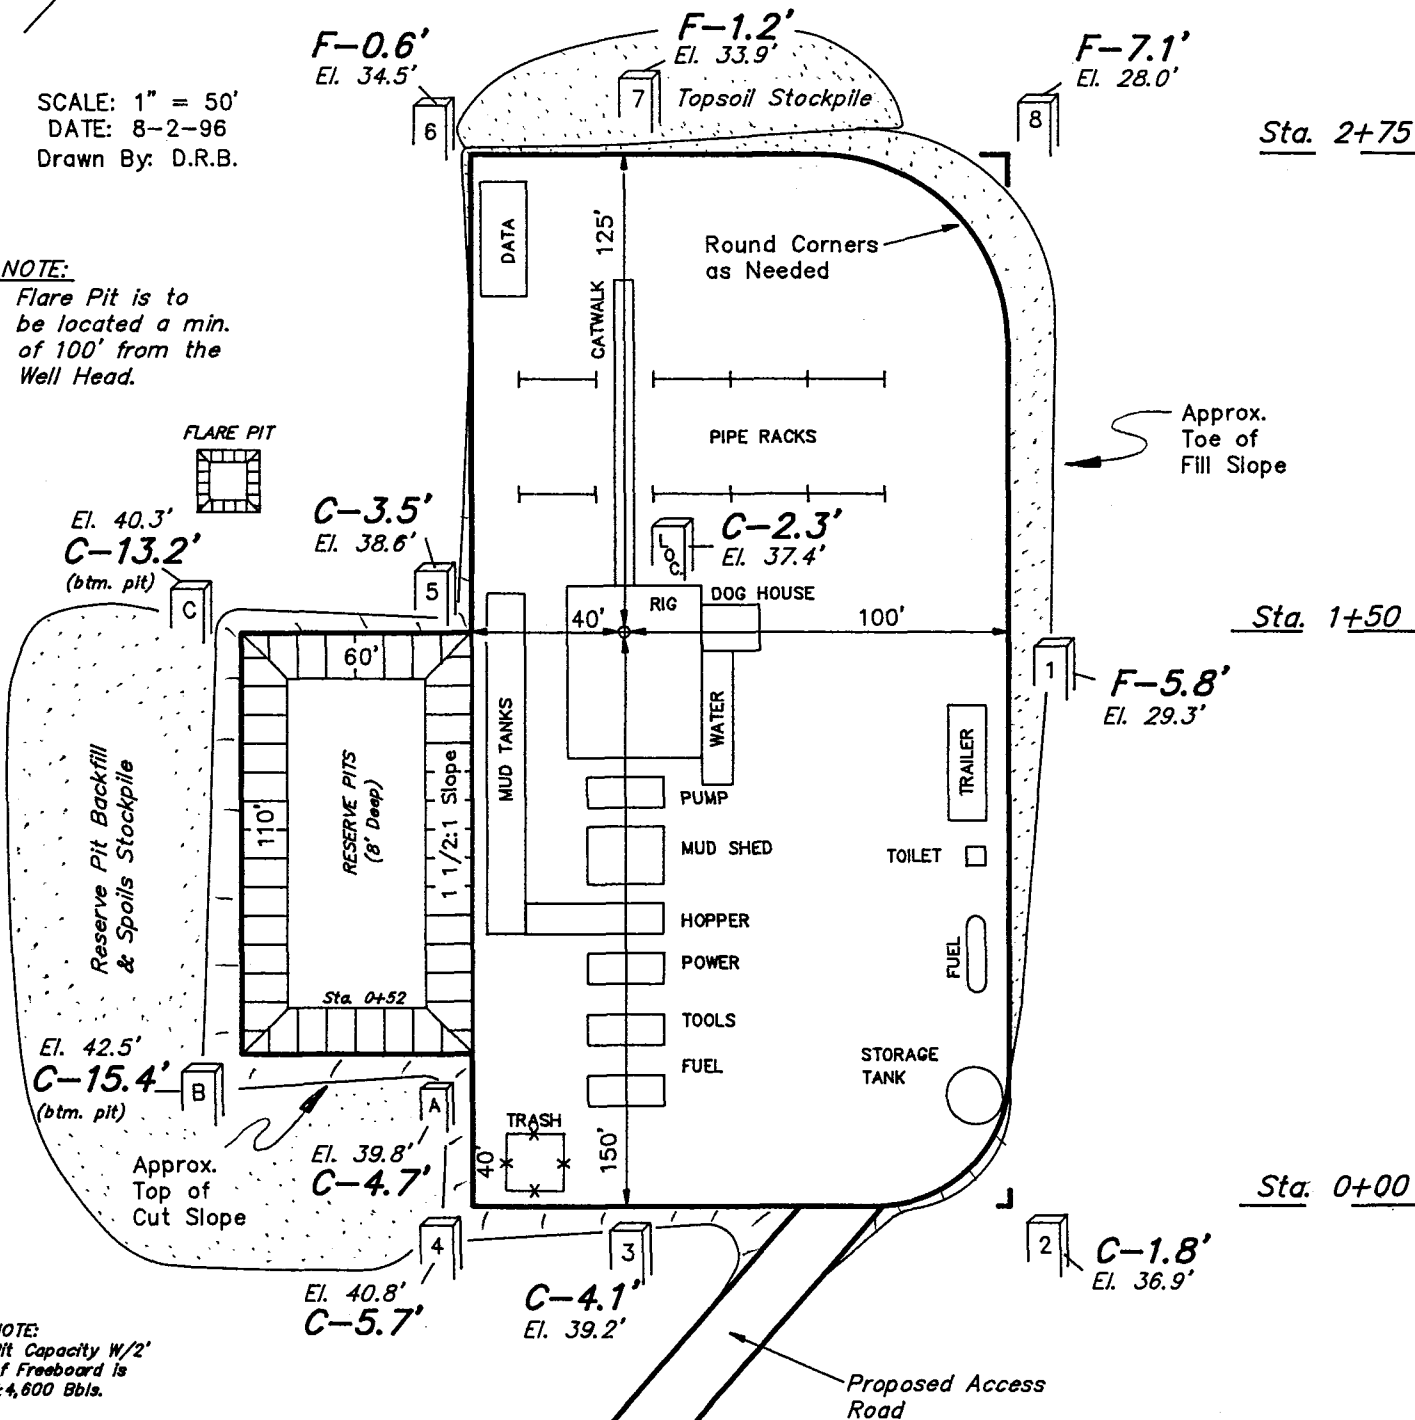 F-0.6'
El. 34.5'
F-1.2'
El. 33.9'
F-7.1'
El. 28.0'
SCALE: 1" = 50'
DATE: 8-2-96
Drawn By: D.R.B.
6
7
Topsoil Stockpile
8
Sta. 2+75
DATA
125'
Round Corners
as Needed
NOTE:
Flare Pit is to
be located a min.
of 100' from the
Well Head.
CATWALK
FLARE PIT
PIPE RACKS
Approx.
Toe of
Fill Slope
El. 40.3'
C-13.2'
(btm. pit)
C
C-3.5'
El. 38.6'
5
LOC.
C-2.3'
El. 37.4'
RIG
DOG HOUSE
40'
100'
Sta. 1+50
60'
1
F-5.8'
El. 29.3'
Reserve Pit Backfill
& Spoils Stockpile
110'
RESERVE PITS
(8' Deep)
1 1/2:1 Slope
MUD TANKS
WATER
TRAILER
PUMP
MUD SHED
TOILET
HOPPER
POWER
FUEL
Sta. 0+52
TOOLS
FUEL
STORAGE
TANK
El. 42.5'
C-15.4'
(btm. pit)
B
A
El. 39.8'
C-4.7'
TRASH
40'
150'
Approx.
Top of
Cut Slope
Sta. 0+00
4
El. 40.8'
C-5.7'
3
C-4.1'
El. 39.2'
2
C-1.8'
El. 36.9'
OTE:
it Capacity W/2'
f Freeboard is
4,600 Bbls.
Proposed Access
Road